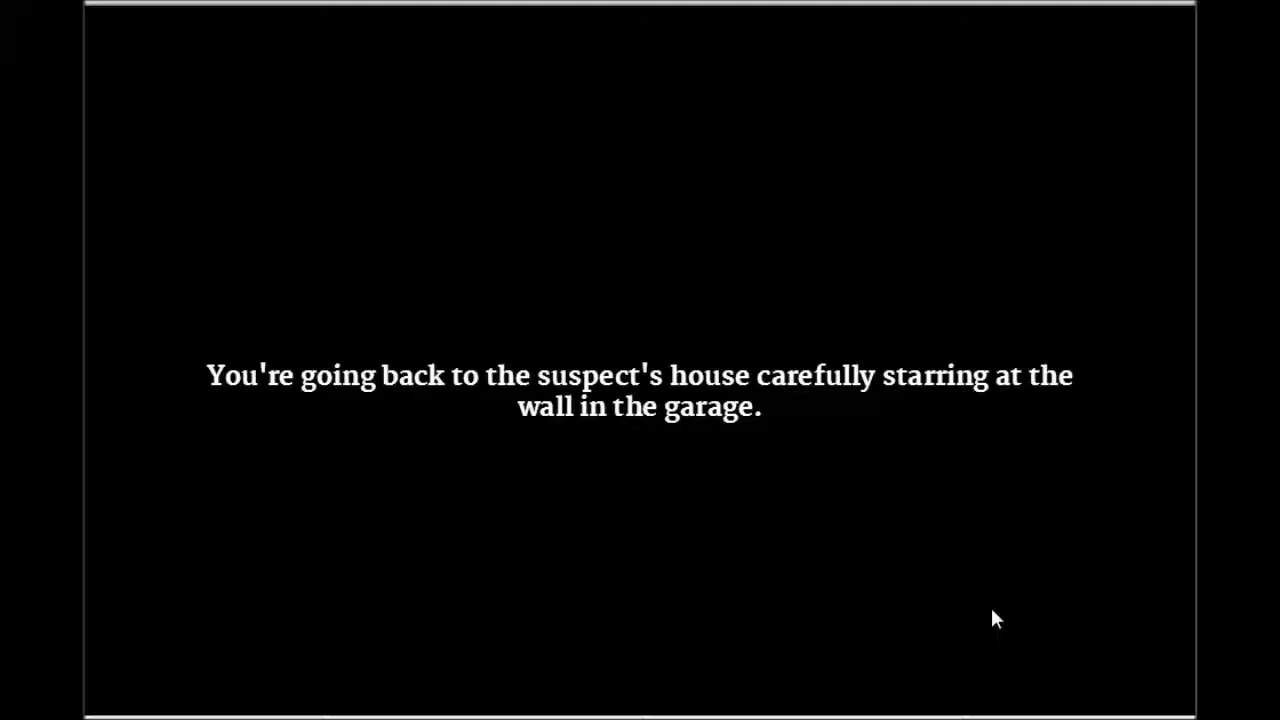 You're going back to the suspect's house carefully starring at the
wall in the garage.